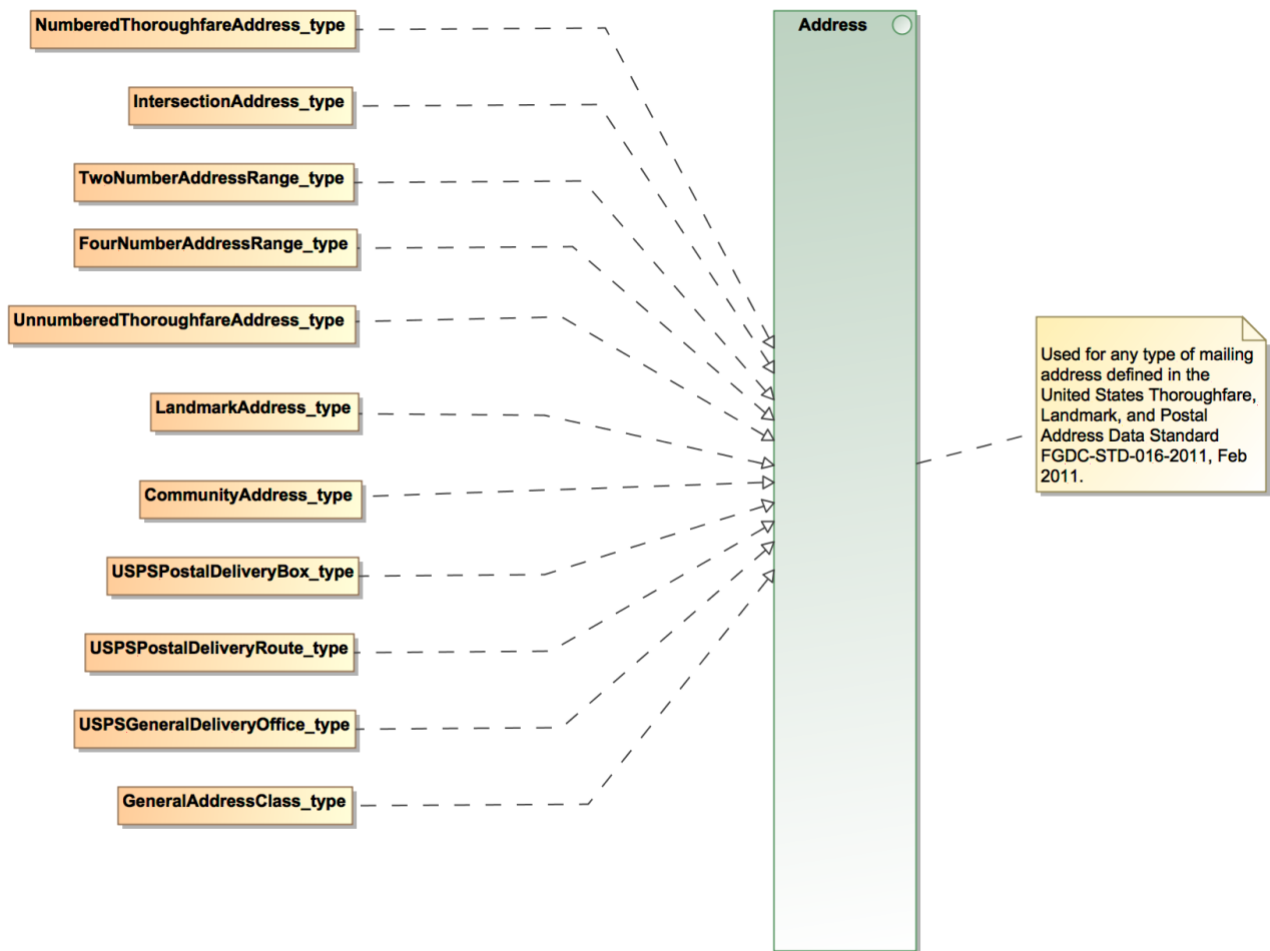 NumberedThoroughfareAddress_type
Address
IntersectionAddress_type
TwoNumberAddressRange_type
FourNumberAddressRange_type
UnnumberedThoroughfareAddress_type
LandmarkAddress_type
CommunityAddress_type
USPSPostalDeliveryBox_type
USPSPostalDeliveryRoute_type
USPSGeneralDeliveryOffice_type
GeneralAddressClass_type
Used for any type of mailing
address defined in the
United States Thoroughfare,
Landmark, and Postal
Address Data Standard
FGDC-STD-016-2011, Feb
2011.